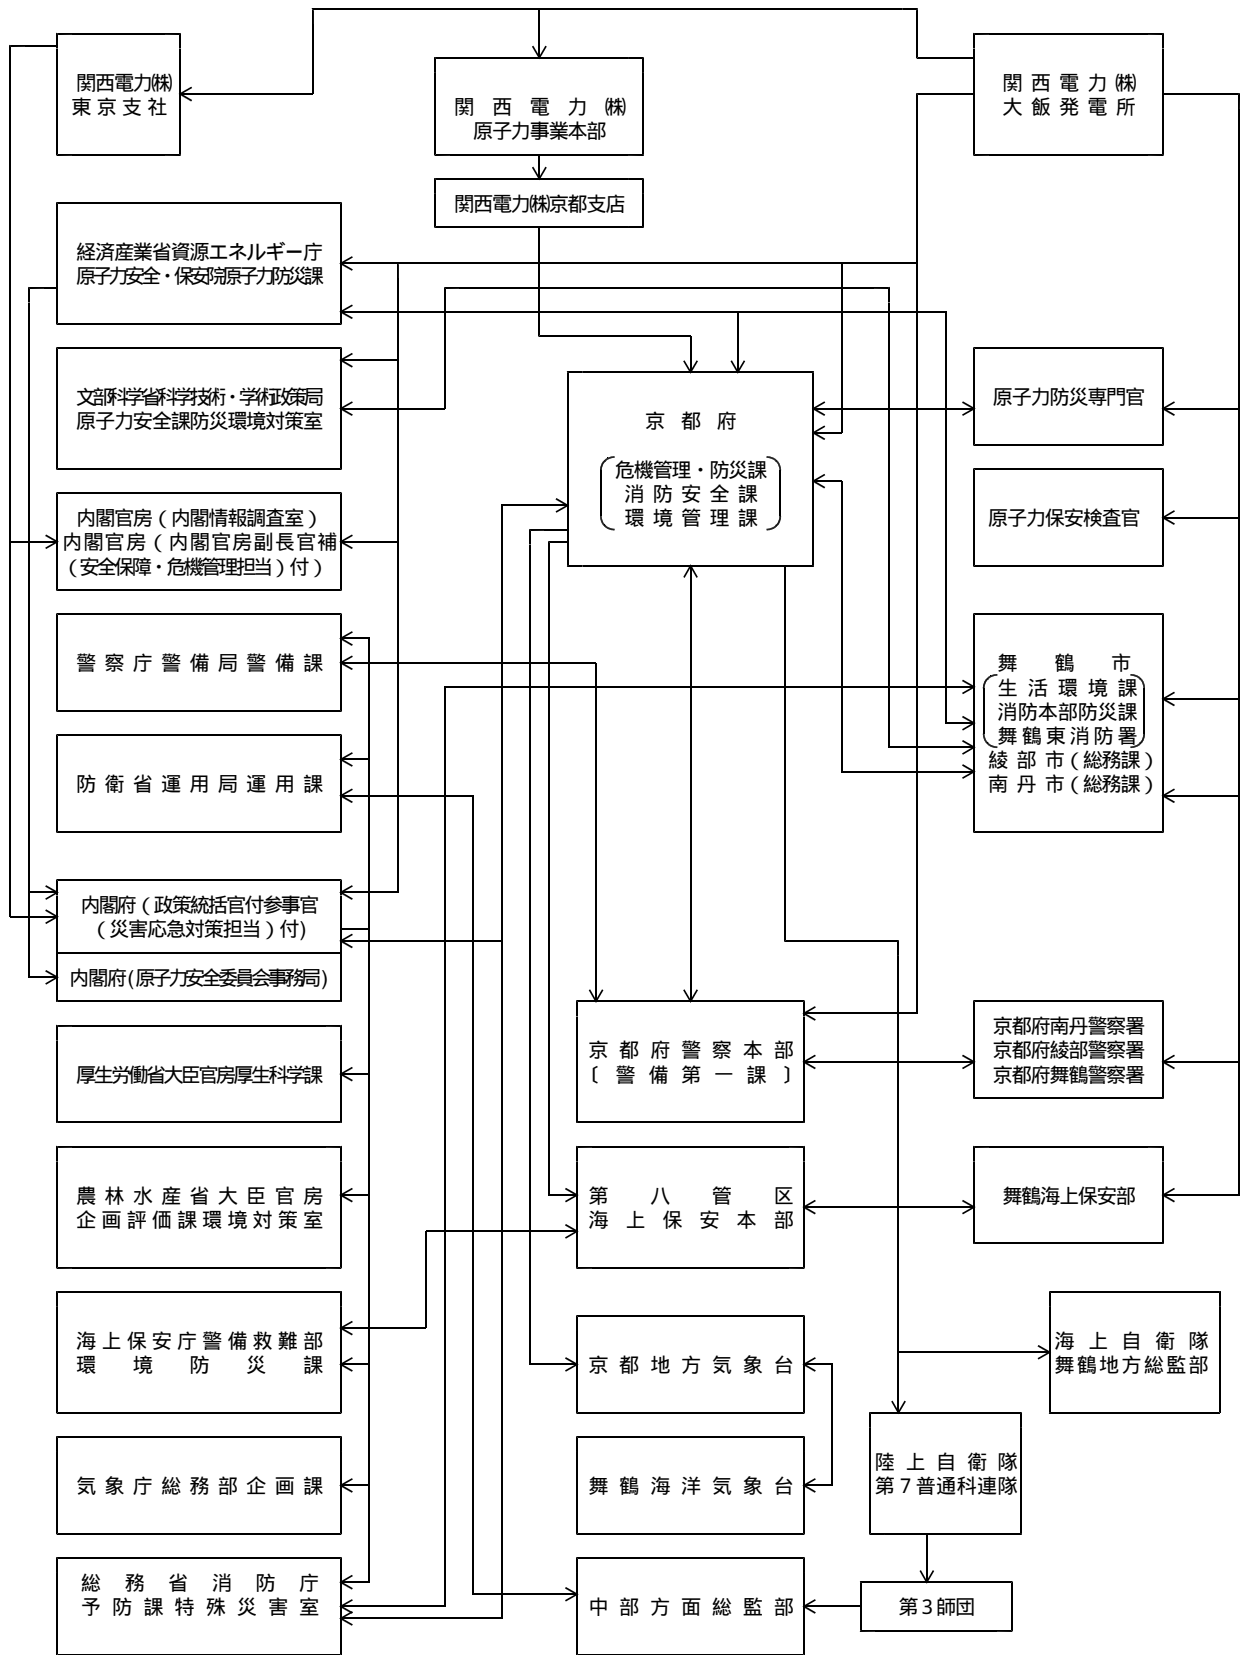 関西電力㈱
東京支社
関西電力㈱
原子力事業本部
関西電力㈱
大飯発電所
関西電力㈱京都支店
経済産業省資源エネルギー庁
原子力安全・保安院原子力防災課
文部科学省科学技術・学術政策局
原子力安全課防災環境対策室
京都府
危機管理・防災課
消防安全課
環境管理課
原子力防災専門官
原子力保安検査官
内閣官房（内閣情報調査室）
内閣官房（内閣官房副長官補
（安全保障・危機管理担当）付）
警察庁警備局警備課
舞鶴市
生活環境課
消防本部防災課
舞鶴東消防署
綾部市（総務課）
南丹市（総務課）
防衛省運用局運用課
内閣府（政策統括官付参事官
（災害応急対策担当）付)
内閣府(原子力安全委員会事務局)
京都府警察本部
〔警備第一課〕
京都府南丹警察署
京都府綾部警察署
京都府舞鶴警察署
厚生労働省大臣官房厚生科学課
農林水産省大臣官房
企画評価課環境対策室
第八管区
海上保安本部
舞鶴海上保安部
海上保安庁警備救難部
環境防災課
京都地方気象台
海上自衛隊
舞鶴地方総監部
気象庁総務部企画課
舞鶴海洋気象台
陸上自衛隊
第７普通科連隊
総務省消防庁
予防課特殊災害室
中部方面総監部
第３師団